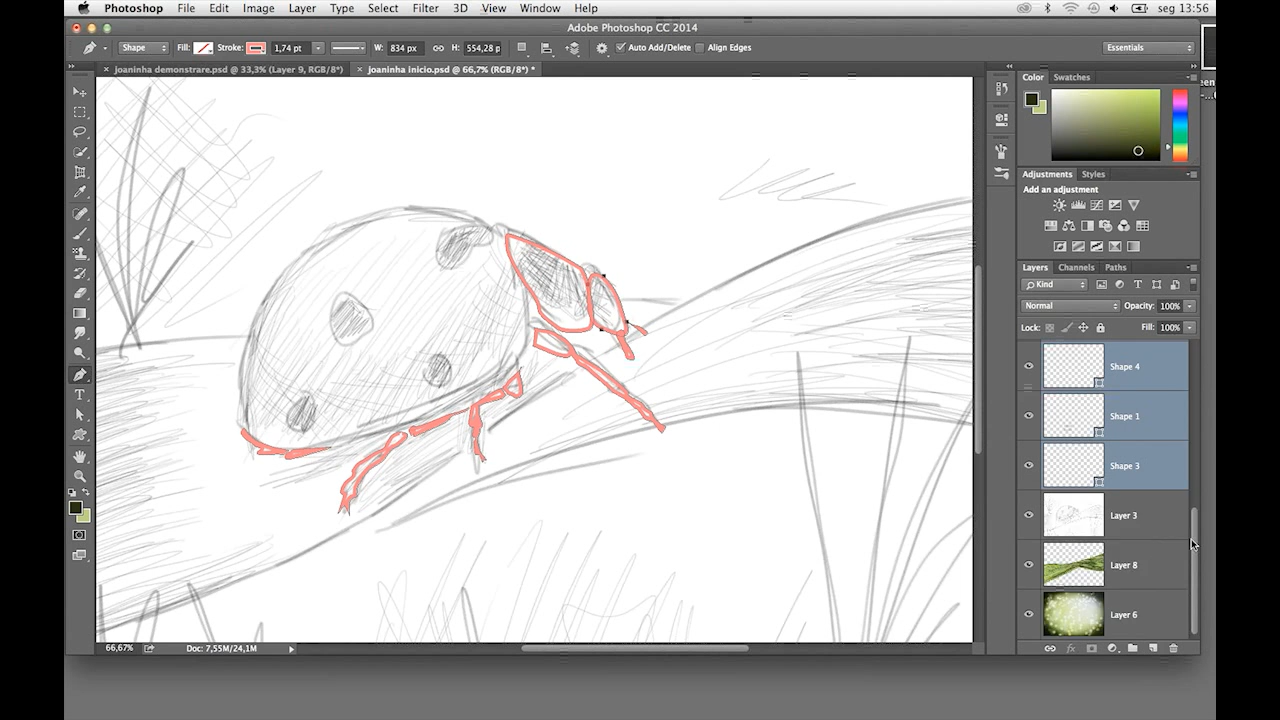 Photoshop File Edit Image Layer Type Select Filter 3D View Window Help seg 13:56
Adobe Photoshop CC 2014
Shape Fill: Stroke: 1,74 pt W: 834 px H: 554,28 p Auto Add/Delete Align Edges Essentials
joaninha demonstrare.psd @ 33,3% (Layer 9, RGB/8*) joaninha inicio.psd @ 66,7% (RGB/8*) *
Color Swatches
Adjustments Styles
Add an adjustment
Layers Channels Paths
Kind
Normal Opacity: 100%
Lock: Fill: 100%
Shape 4
Shape 1
Shape 3
Layer 3
Layer 8
Layer 6
66,67% Doc: 7,55M/24,1M